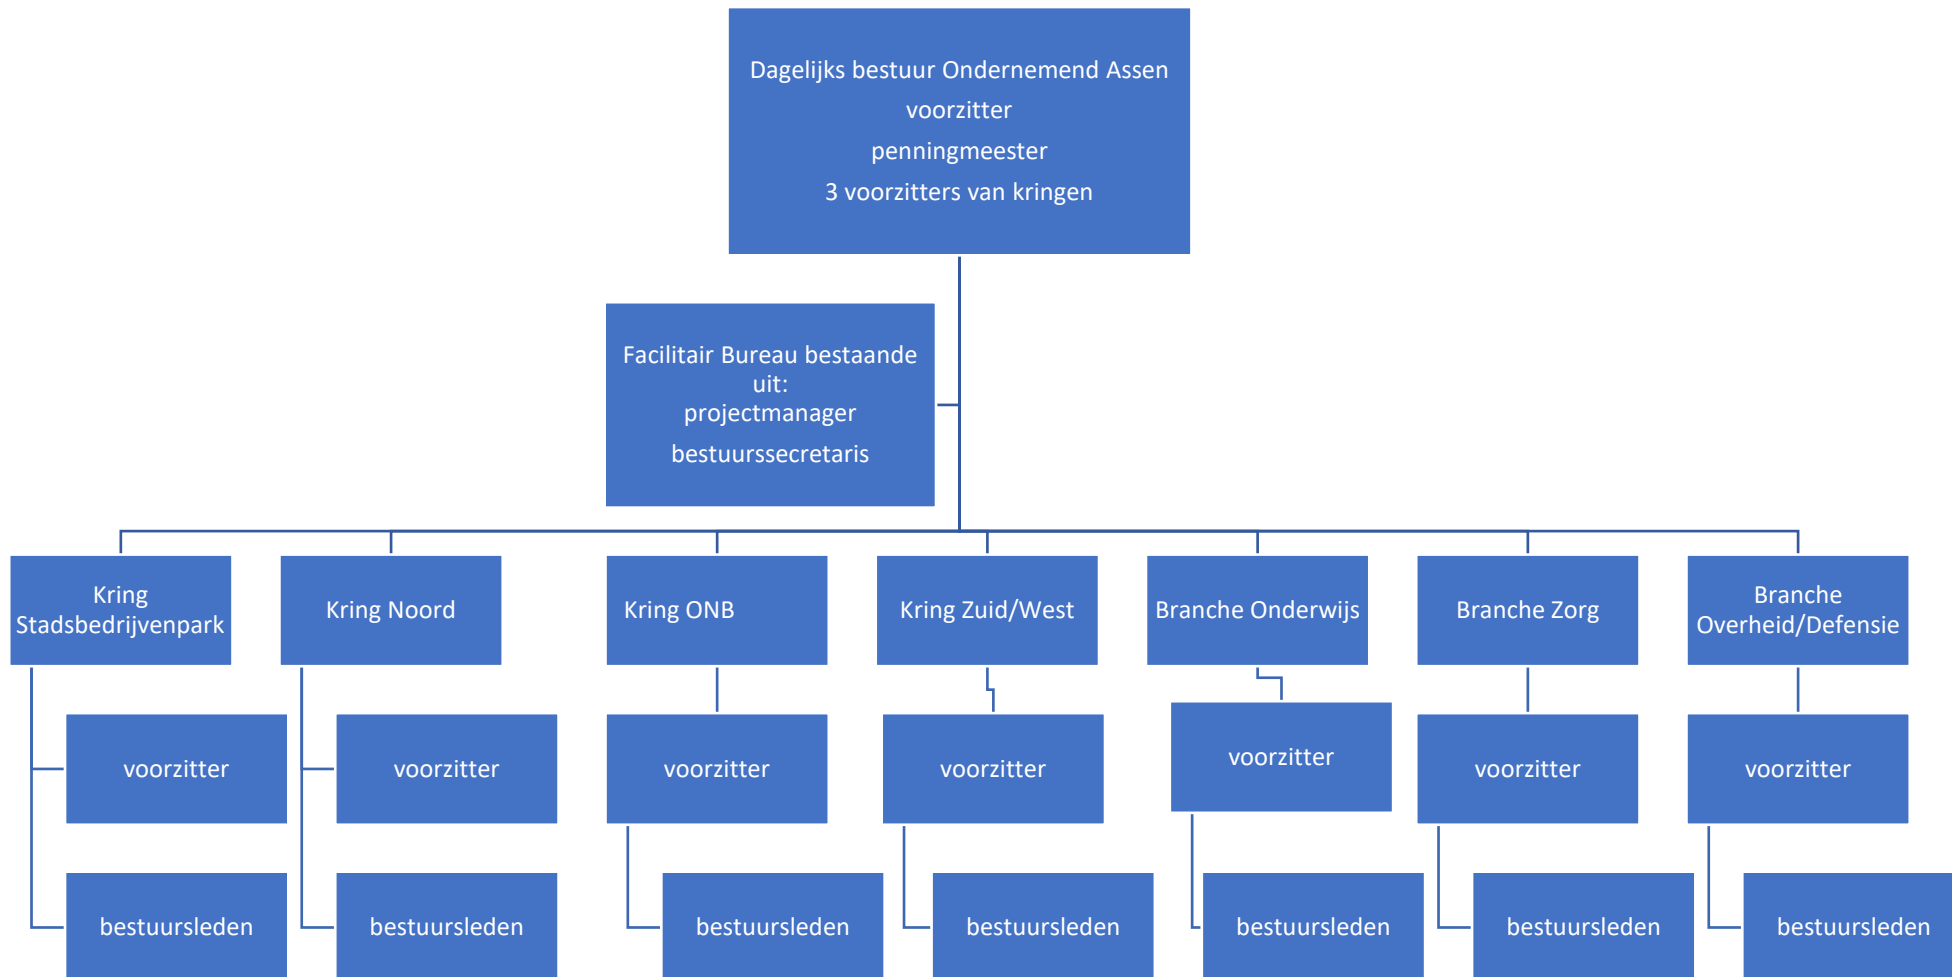 Dagelijks bestuur Ondernemend Assen
voorzitter
penningmeester
3 voorzitters van kringen
Facilitair Bureau bestaande
uit:
projectmanager
bestuurssecretaris
Kring
Stadsbedrijvenpark
Kring Noord
Kring ONB
Kring Zuid/West
Branche Onderwijs
Branche Zorg
Branche
Overheid/Defensie
voorzitter
voorzitter
voorzitter
voorzitter
voorzitter
voorzitter
voorzitter
bestuursleden
bestuursleden
bestuursleden
bestuursleden
bestuursleden
bestuursleden
bestuursleden